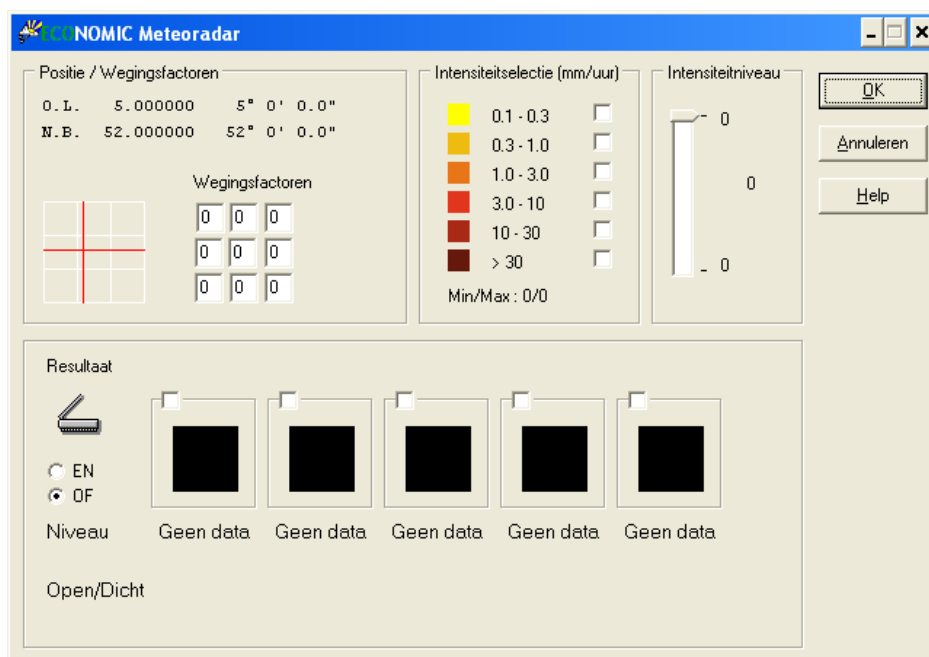 ECONOMIC Meteoradar
Positie / Wegingsfactoren
O.L. 5.000000 5° 0' 0.0"
N.B. 52.000000 52° 0' 0.0"
Wegingsfactoren
0 0 0
0 0 0
0 0 0
Intensiteitselectie (mm/uur)
0.1 - 0.3
0.3 - 1.0
1.0 - 3.0
3.0 - 10
10 - 30
> 30
Min/Max : 0/0
Intensiteitniveau
0
0
0
OK
Annuleren
Help
Resultaat
EN
OF
Niveau Geen data Geen data Geen data Geen data Geen data
Open/Dicht